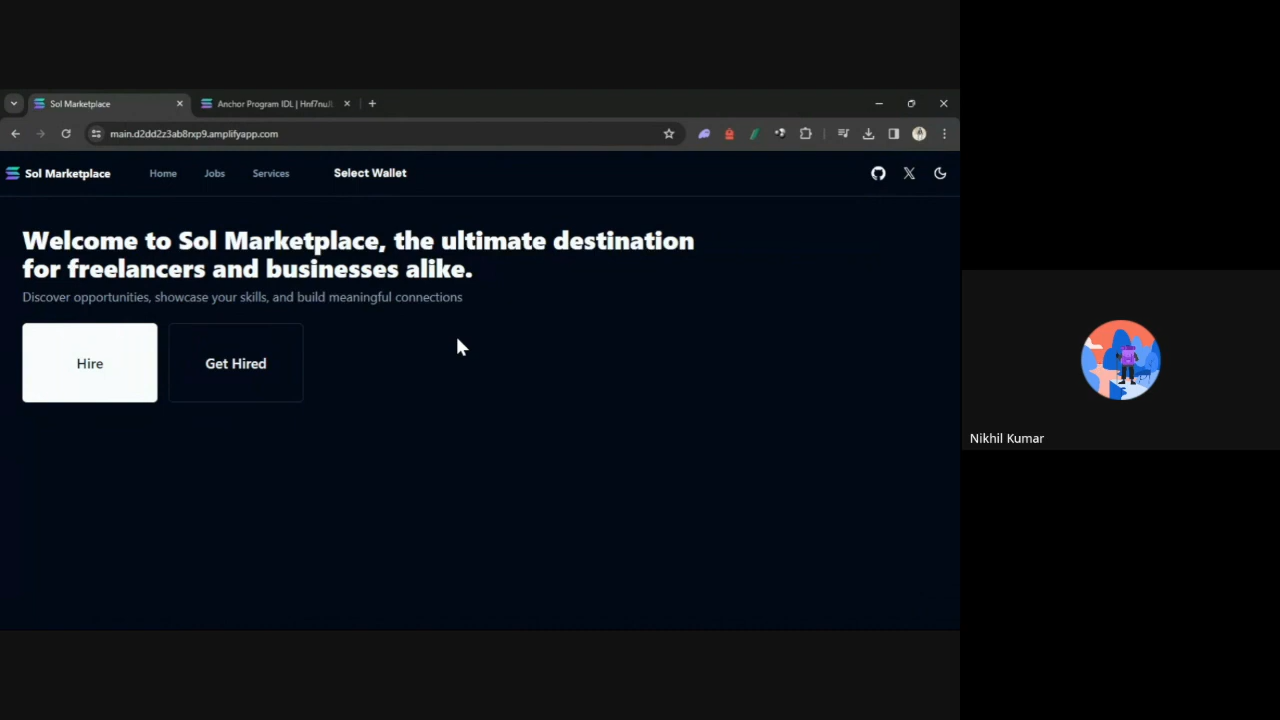 Sol Marketplace
Anchor Program IDL | Hnf7nu
main.d2dd2z3ab8rxp9.amplifyapp.com
Sol Marketplace Home Jobs Services Select Wallet
Welcome to Sol Marketplace, the ultimate destination
for freelancers and businesses alike.
Discover opportunities, showcase your skills, and build meaningful connections
Hire Get Hired
Nikhil Kumar